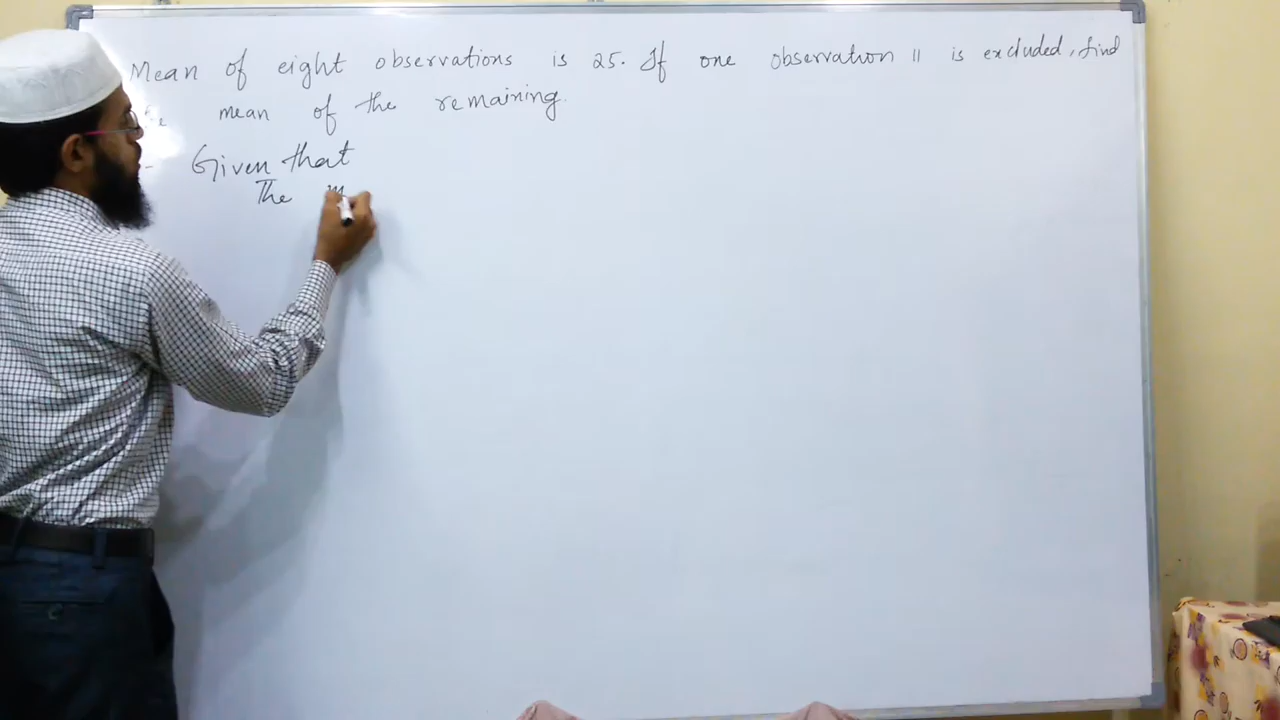 Mean of eight observations is 25. If one observation 11 is excluded, find
mean of the remaining.
Given that
The m